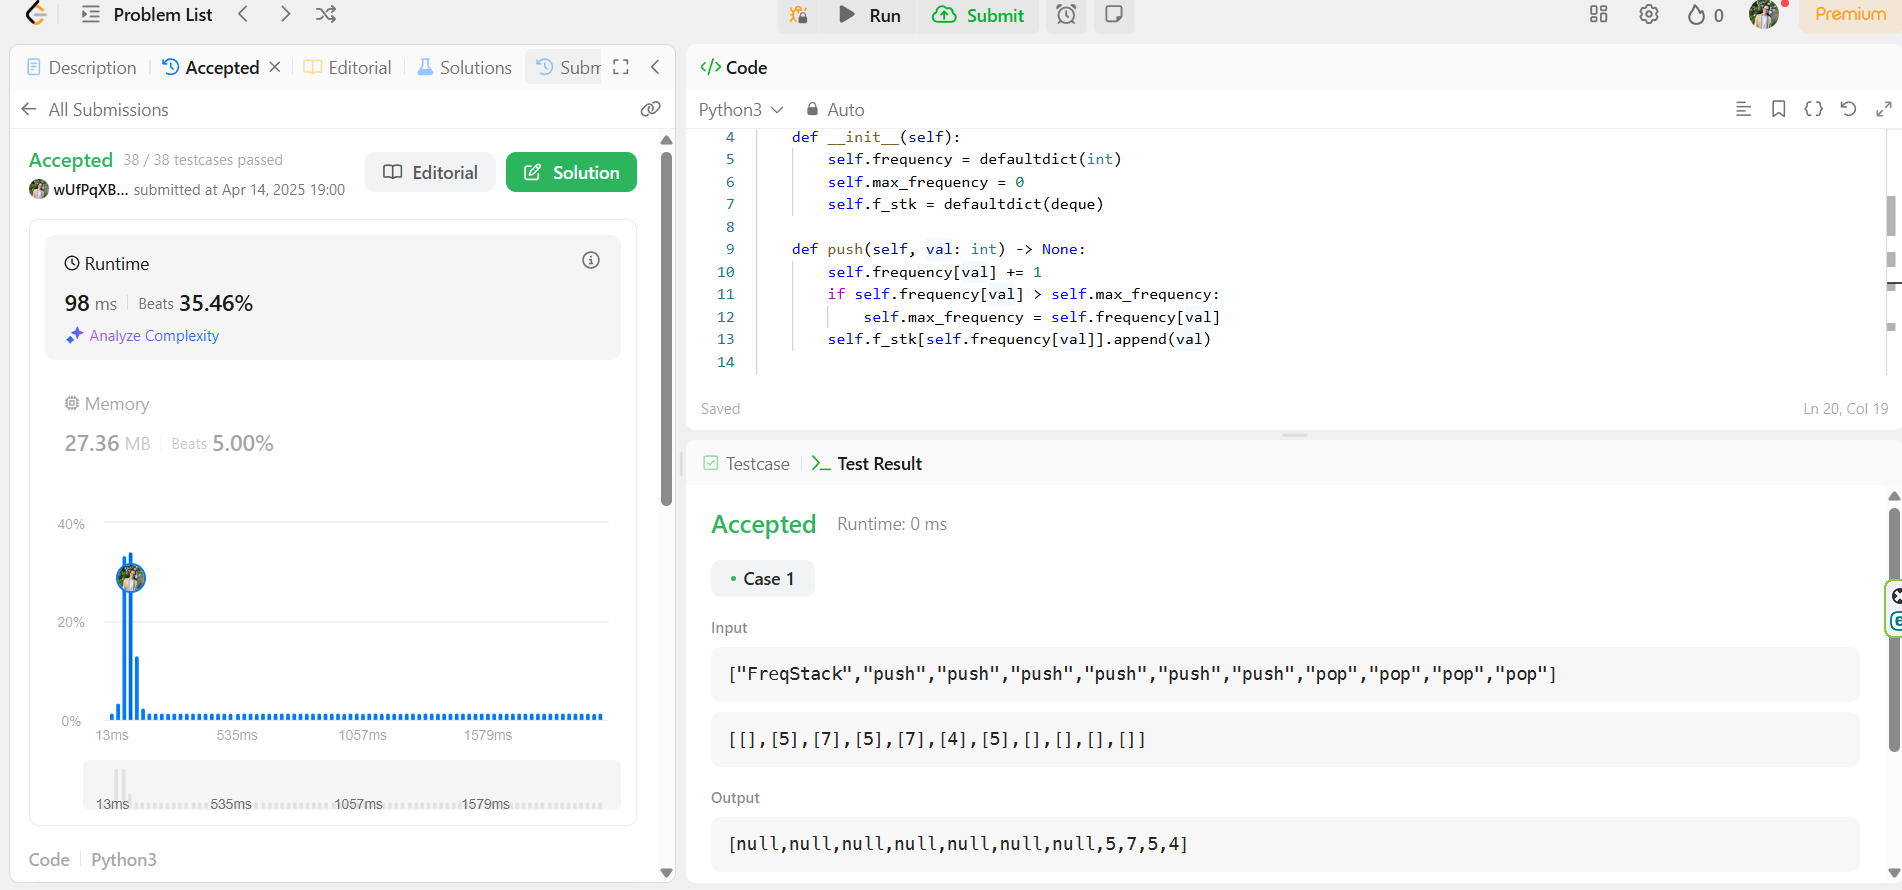 Problem List
Run
Submit
0
Premium
Description
Accepted
Editorial
Solutions
Subm
All Submissions
Accepted 38 / 38 testcases passed
wUfPqXB... submitted at Apr 14, 2025 19:00
Editorial
Solution
Runtime
98 ms Beats 35.46%
Analyze Complexity
Memory
27.36 MB Beats 5.00%
40%
20%
0%
13ms 535ms 1057ms 1579ms
13ms 535ms 1057ms 1579ms
Code Python3
</> Code
Python3 Auto
4 def __init__(self):
5 self.frequency = defaultdict(int)
6 self.max_frequency = 0
7 self.f_stk = defaultdict(deque)
8
9 def push(self, val: int) -> None:
10 self.frequency[val] += 1
11 if self.frequency[val] > self.max_frequency:
12 self.max_frequency = self.frequency[val]
13 self.f_stk[self.frequency[val]].append(val)
14
Saved
Ln 20, Col 19
Testcase
Test Result
Accepted Runtime: 0 ms
• Case 1
Input
["FreqStack","push","push","push","push","push","push","pop","pop","pop","pop"]
[[],[5],[7],[5],[7],[4],[5],[],[],[],[]]
Output
[null,null,null,null,null,null,null,5,7,5,4]